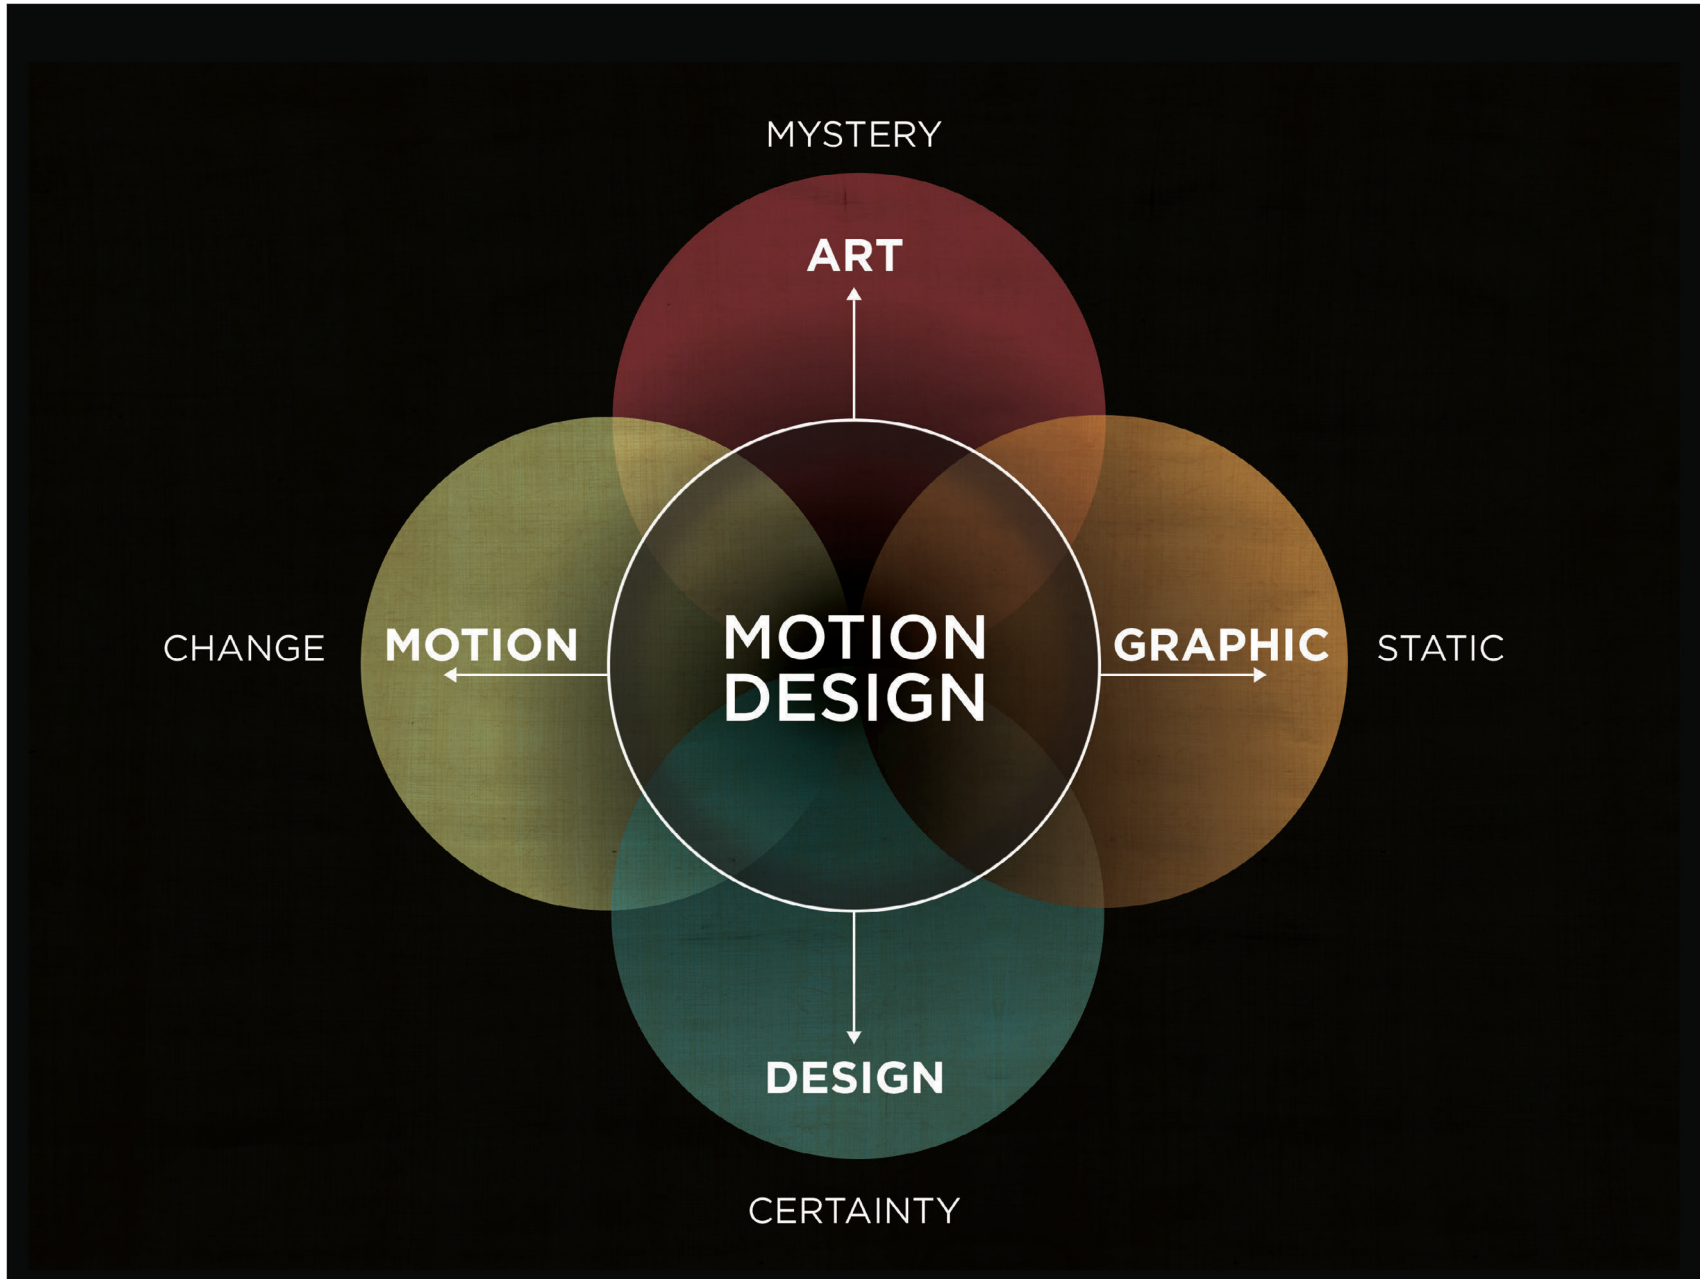 MYSTERY
ART
CHANGE
MOTION
MOTION
DESIGN
GRAPHIC
STATIC
DESIGN
CERTAINTY